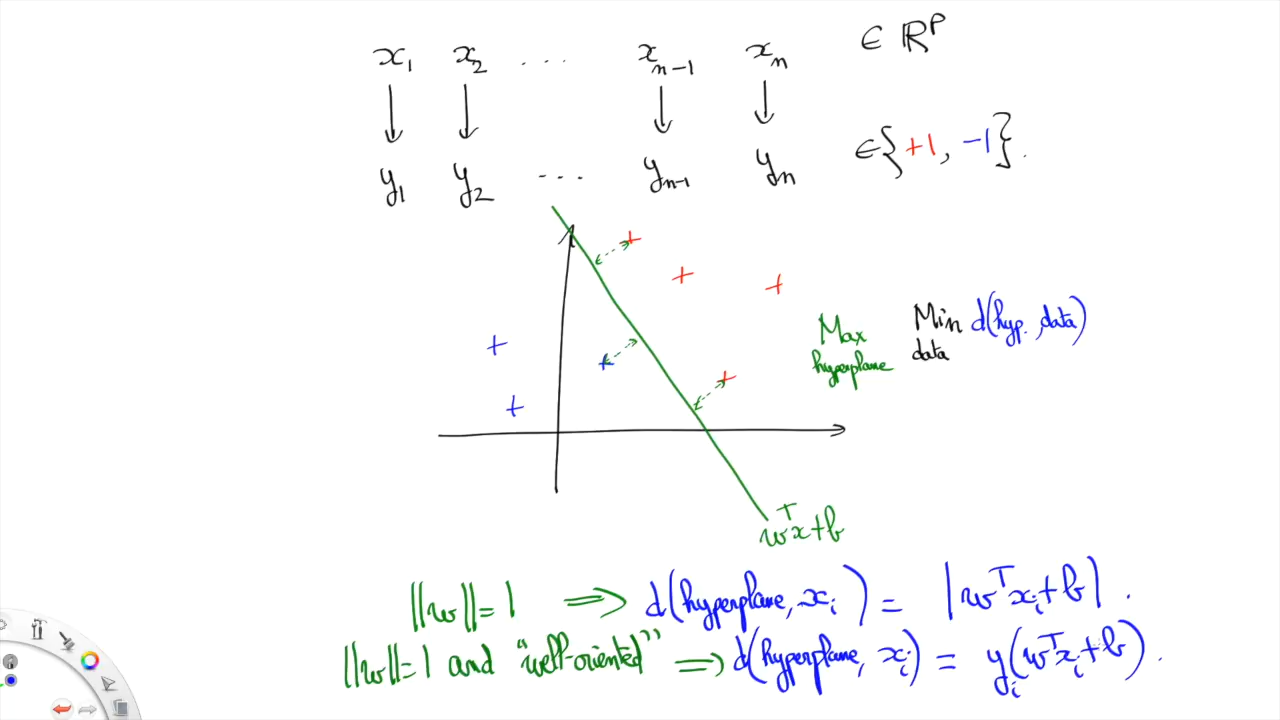 x₁ x₂ ... xₙ₋₁ xₙ ∈ ℝᵖ
↓ ↓ ↓ ↓
y₁ y₂ ... yₙ₋₁ yₙ ∈ {+1, -1}.
Max Min d(hyp., data)
hyperplane data
wᵀx+b
||w||=1 ⟹ d(hyperplane, xᵢ) = |wᵀxᵢ+b|.
||w||=1 and "well-oriented" ⟹ d(hyperplane, xᵢ) = yᵢ(wᵀxᵢ+b).